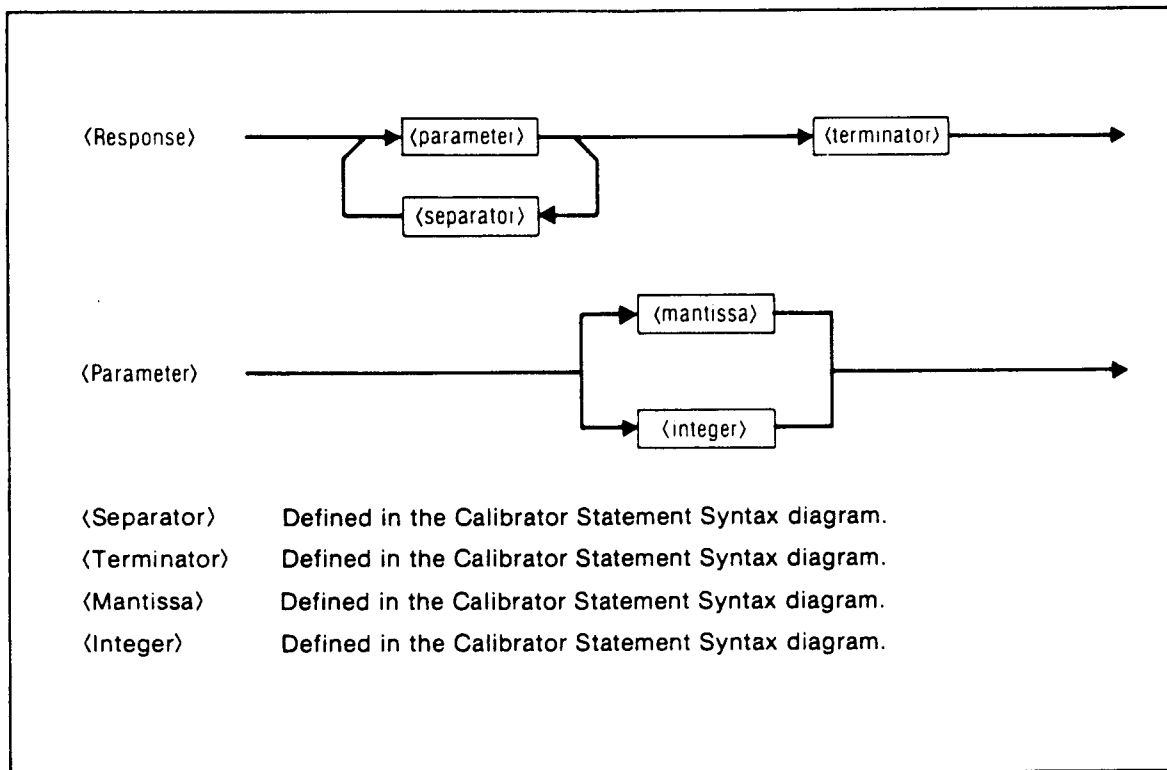 ⟨Response⟩ ⟨parameter⟩ ⟨terminator⟩
⟨separator⟩
⟨mantissa⟩
⟨Parameter⟩
⟨integer⟩
⟨Separator⟩ Defined in the Calibrator Statement Syntax diagram.
⟨Terminator⟩ Defined in the Calibrator Statement Syntax diagram.
⟨Mantissa⟩ Defined in the Calibrator Statement Syntax diagram.
⟨Integer⟩ Defined in the Calibrator Statement Syntax diagram.